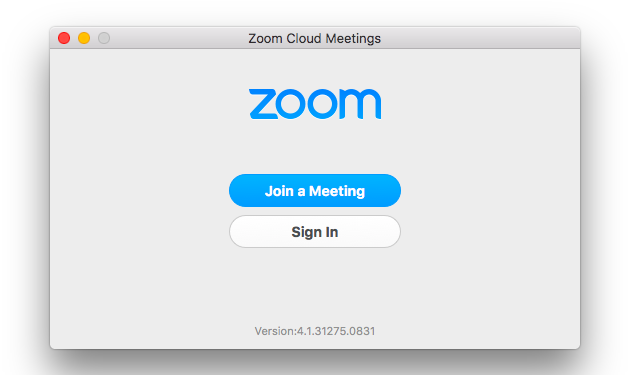 Zoom Cloud Meetings
zoom
Join a Meeting
Sign In
Version:4.1.31275.0831